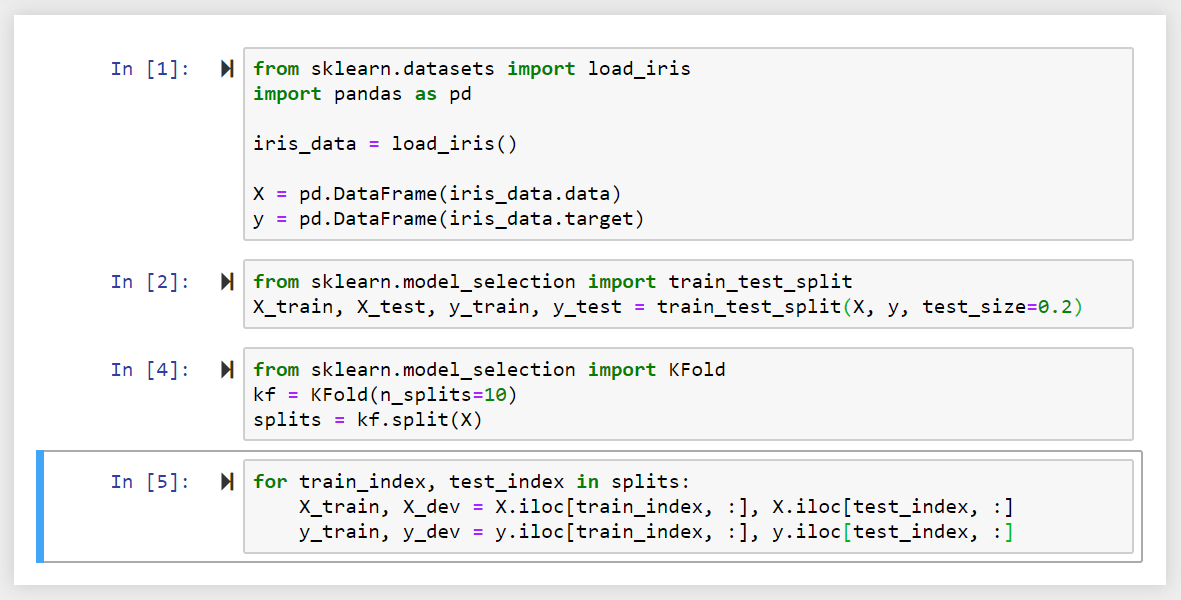 In [1]:
from sklearn.datasets import load_iris
import pandas as pd
iris_data = load_iris()
X = pd.DataFrame(iris_data.data)
y = pd.DataFrame(iris_data.target)
In [2]:
from sklearn.model_selection import train_test_split
X_train, X_test, y_train, y_test = train_test_split(X, y, test_size=0.2)
In [4]:
from sklearn.model_selection import KFold
kf = KFold(n_splits=10)
splits = kf.split(X)
In [5]:
for train_index, test_index in splits:
    X_train, X_dev = X.iloc[train_index, :], X.iloc[test_index, :]
    y_train, y_dev = y.iloc[train_index, :], y.iloc[test_index, :]